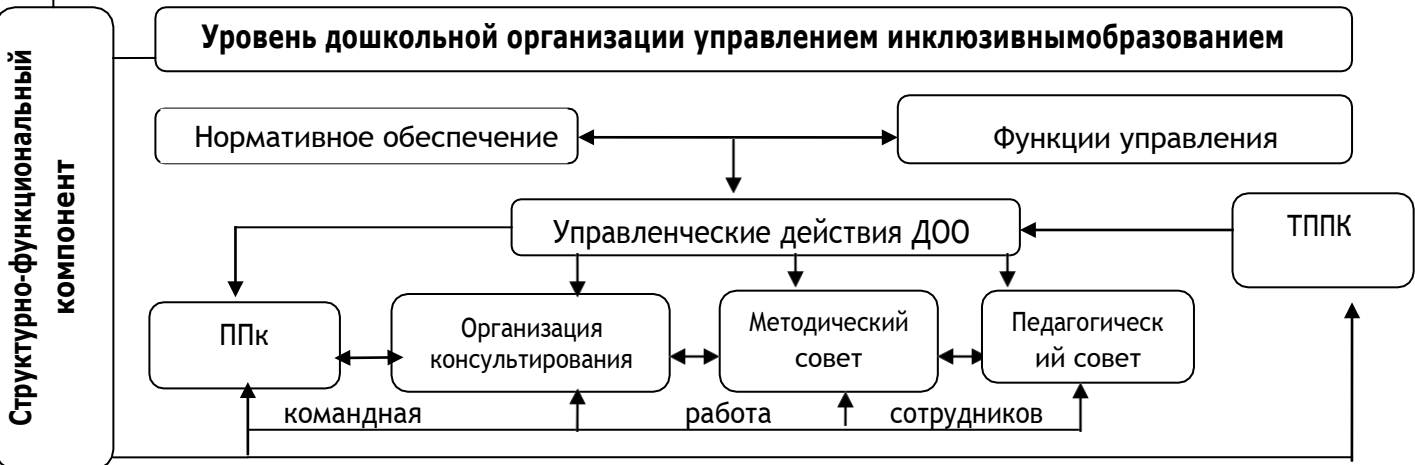 Структурно-функциональный
компонент
Уровень дошкольной организации управлением инклюзивнымобразованием
Нормативное обеспечение
Функции управления
Управленческие действия ДОО
ТППК
ППк
Организация
консультирования
Методический
совет
Педагогическ
ий совет
командная работа сотрудников